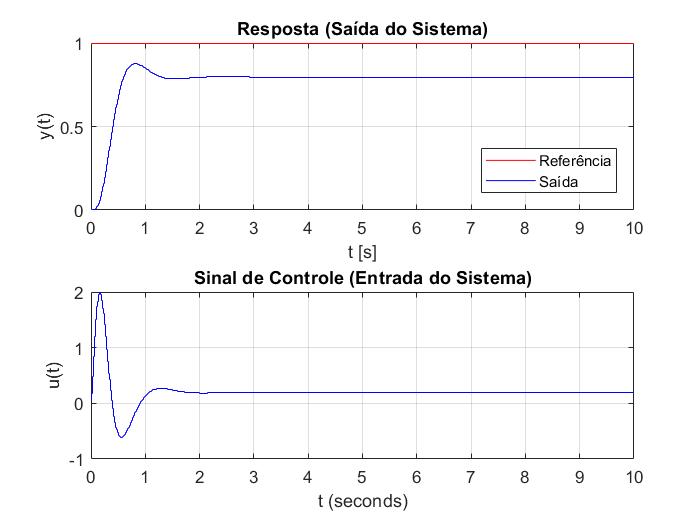 Resposta (Saída do Sistema)
1
0.5
0
y(t)
Referência
Saída
0 1 2 3 4 5 6 7 8 9 10
t [s]
Sinal de Controle (Entrada do Sistema)
2
1
0
-1
u(t)
0 1 2 3 4 5 6 7 8 9 10
t (seconds)